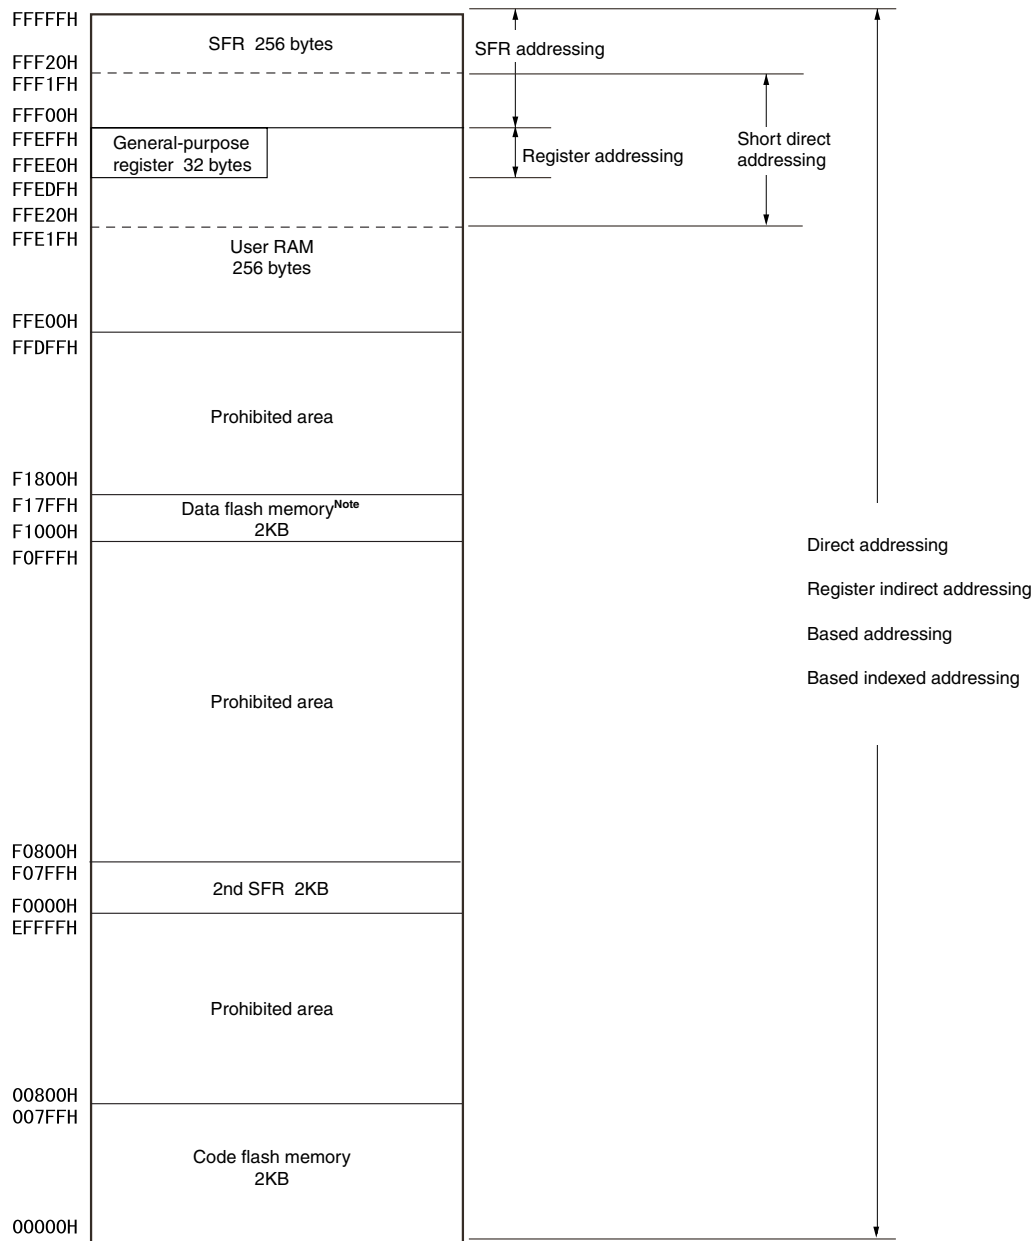 FFFFFH
SFR 256 bytes
SFR addressing
FFF20H
FFF1FH
FFF00H
FFEFFH
General-purpose
register 32 bytes
FFEE0H
Register addressing
Short direct
addressing
FFEDFH
FFE20H
FFE1FH
User RAM
256 bytes
FFE00H
FFDFFH
Prohibited area
F1800H
F17FFH
Data flash memoryNote
2KB
F1000H
F0FFFH
Direct addressing
Register indirect addressing
Based addressing
Based indexed addressing
Prohibited area
F0800H
F07FFH
2nd SFR 2KB
F0000H
EFFFFH
Prohibited area
00800H
007FFH
Code flash memory
2KB
00000H